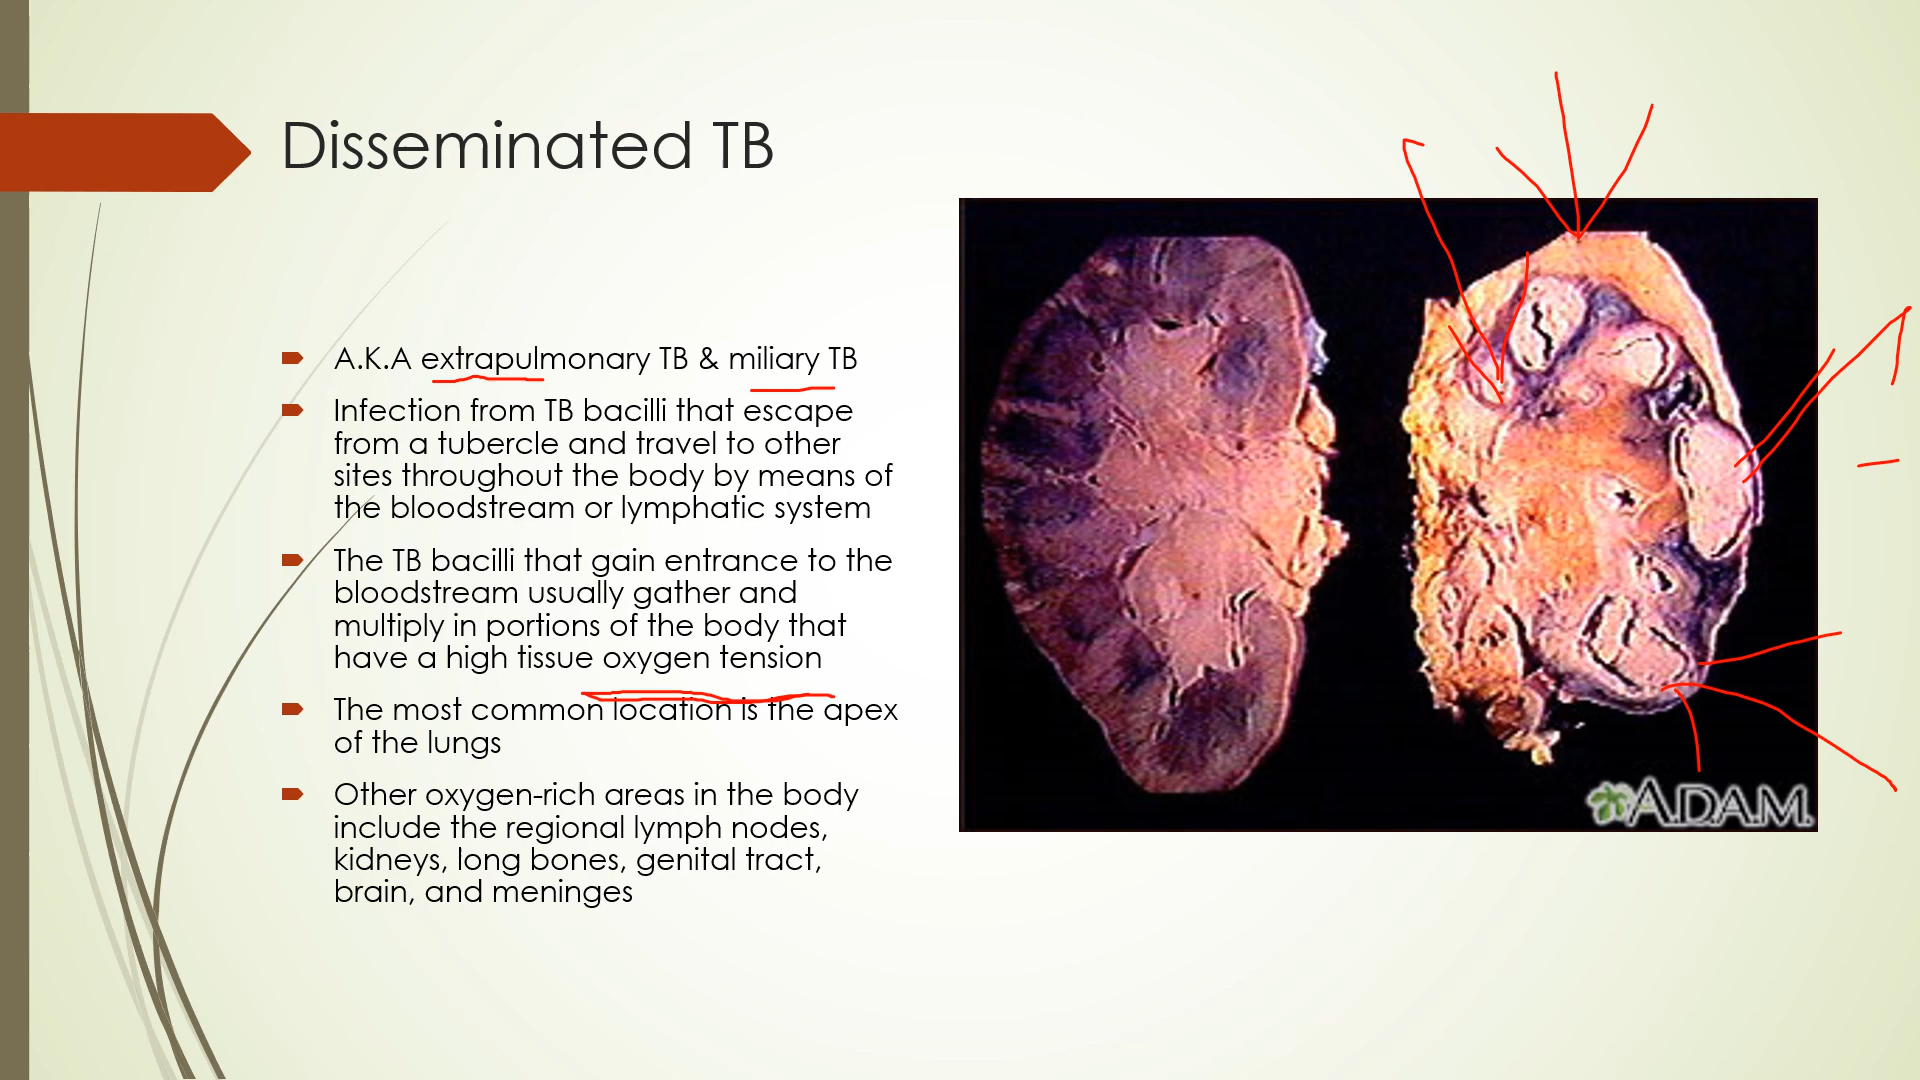 Disseminated TB
A.K.A extrapulmonary TB & miliary TB
Infection from TB bacilli that escape
from a tubercle and travel to other
sites throughout the body by means of
the bloodstream or lymphatic system
The TB bacilli that gain entrance to the
bloodstream usually gather and
multiply in portions of the body that
have a high tissue oxygen tension
The most common location is the apex
of the lungs
Other oxygen-rich areas in the body
include the regional lymph nodes,
kidneys, long bones, genital tract,
brain, and meninges
A.D.A.M.